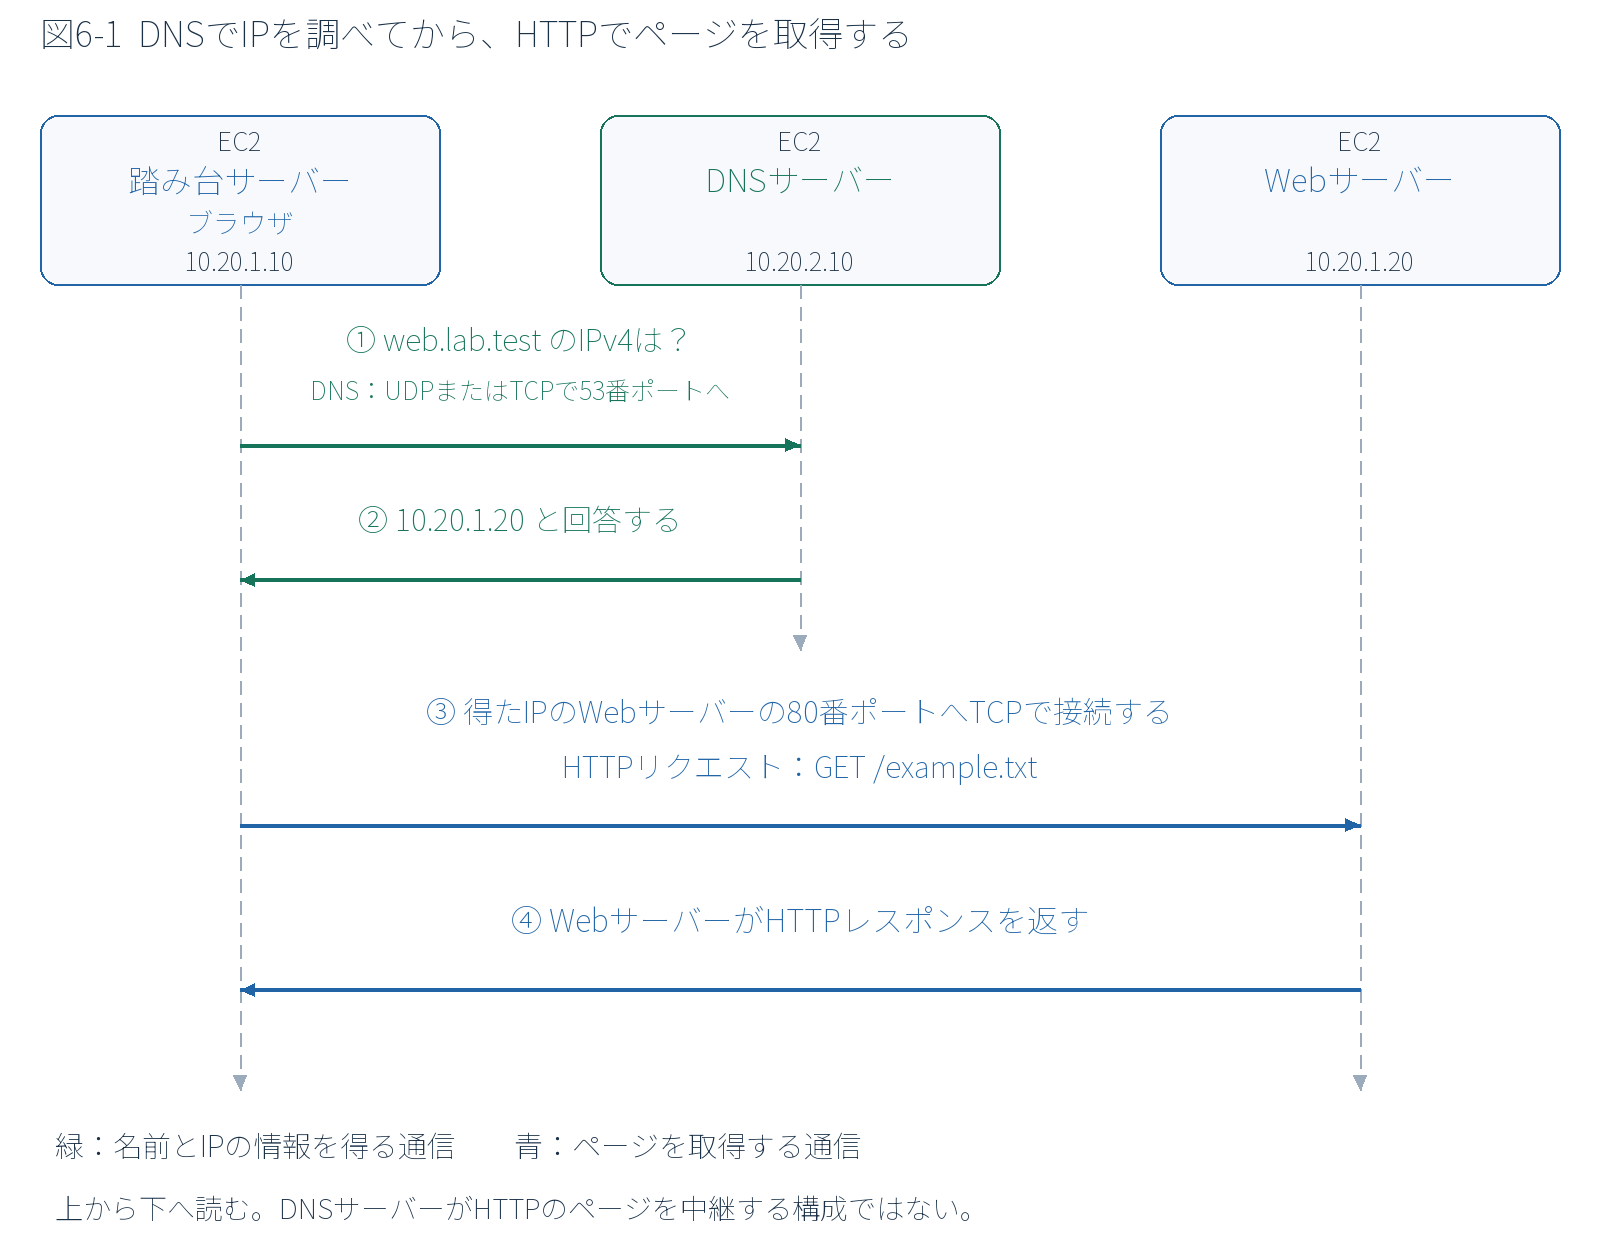 図6-1 DNSでIPを調べてから、HTTPでページを取得する
EC2
踏み台サーバー
ブラウザ
10.20.1.10
EC2
DNSサーバー
10.20.2.10
EC2
Webサーバー
10.20.1.20
① web.lab.test のIPv4は？
DNS：UDPまたはTCPで53番ポートへ
② 10.20.1.20 と回答する
③ 得たIPのWebサーバーの80番ポートへTCPで接続する
HTTPリクエスト：GET /example.txt
④ WebサーバーがHTTPレスポンスを返す
緑：名前とIPの情報を得る通信　　青：ページを取得する通信
上から下へ読む。DNSサーバーがHTTPのページを中継する構成ではない。